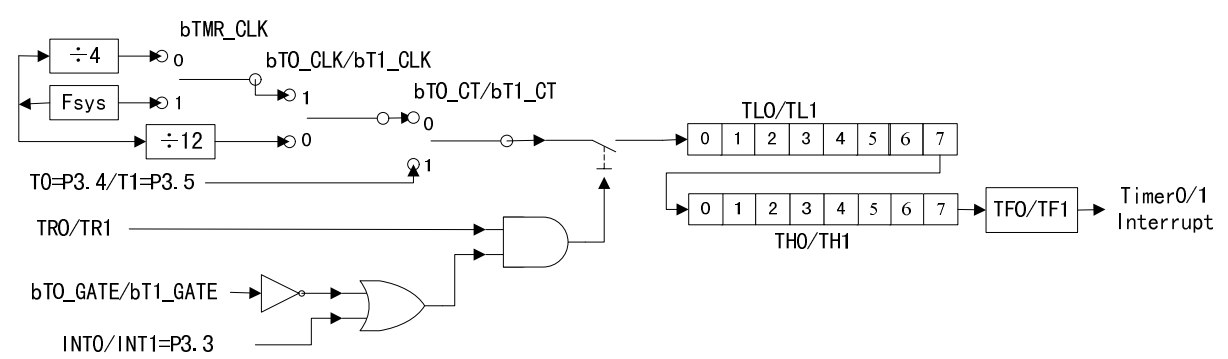 bTMR_CLK
÷4
0
bT0_CLK/bT1_CLK
Fsys
1
1
bT0_CT/bT1_CT
0
÷12
0
1
T0=P3.4/T1=P3.5
TL0/TL1
0 1 2 3 4 5 6 7
0 1 2 3 4 5 6 7
TH0/TH1
TF0/TF1
Timer0/1
Interrupt
TR0/TR1
bT0_GATE/bT1_GATE
INT0/INT1=P3.3